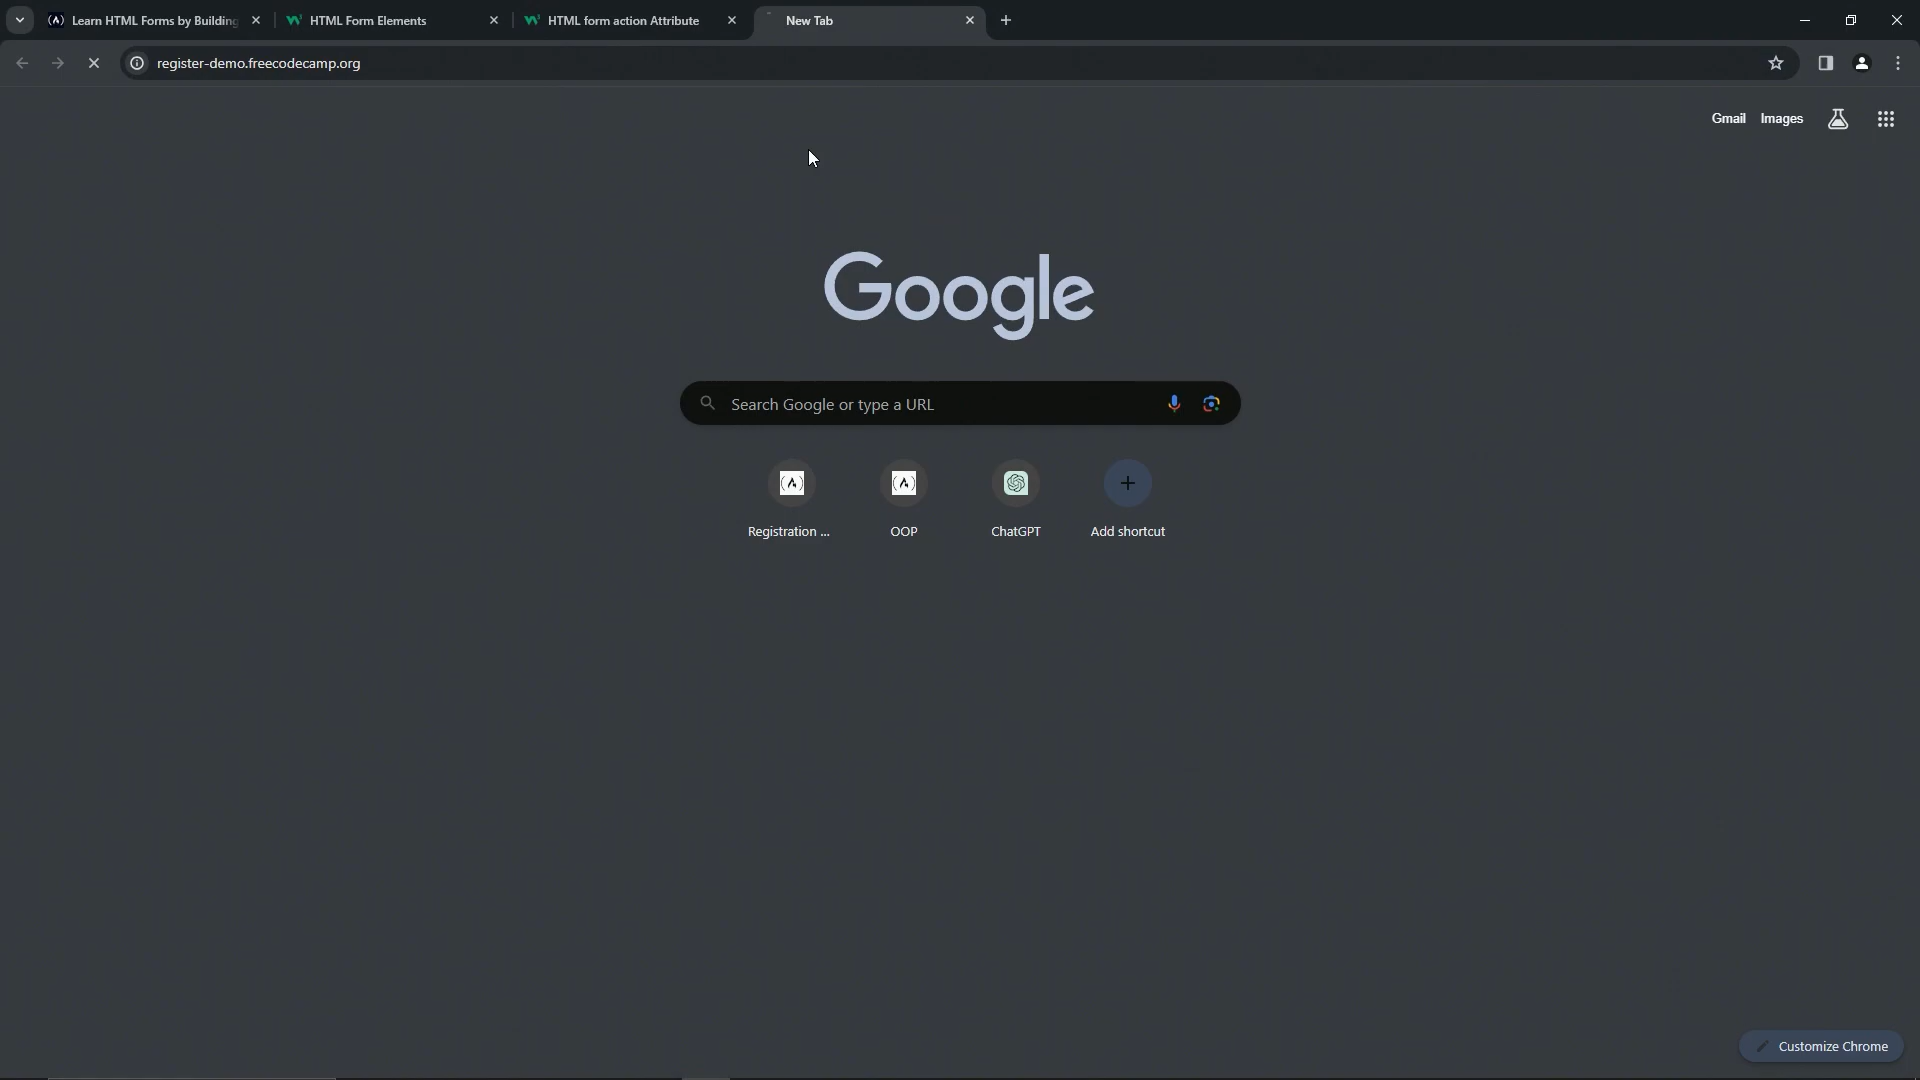 Learn HTML Forms by Building
HTML Form Elements
HTML form action Attribute
New Tab
register-demo.freecodecamp.org
Gmail
Images
Google
Search Google or type a URL
Registration ...
OOP
ChatGPT
Add shortcut
Customize Chrome